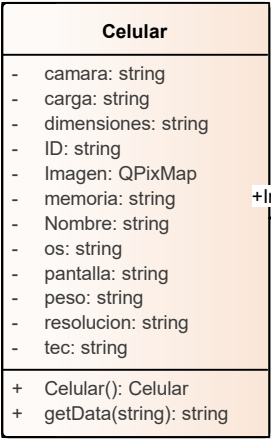 Celular
- camara: string
- carga: string
- dimensiones: string
- ID: string
- Imagen: QPixMap
- memoria: string
- Nombre: string
- os: string
- pantalla: string
- peso: string
- resolucion: string
- tec: string
+ Celular(): Celular
+ getData(string): string